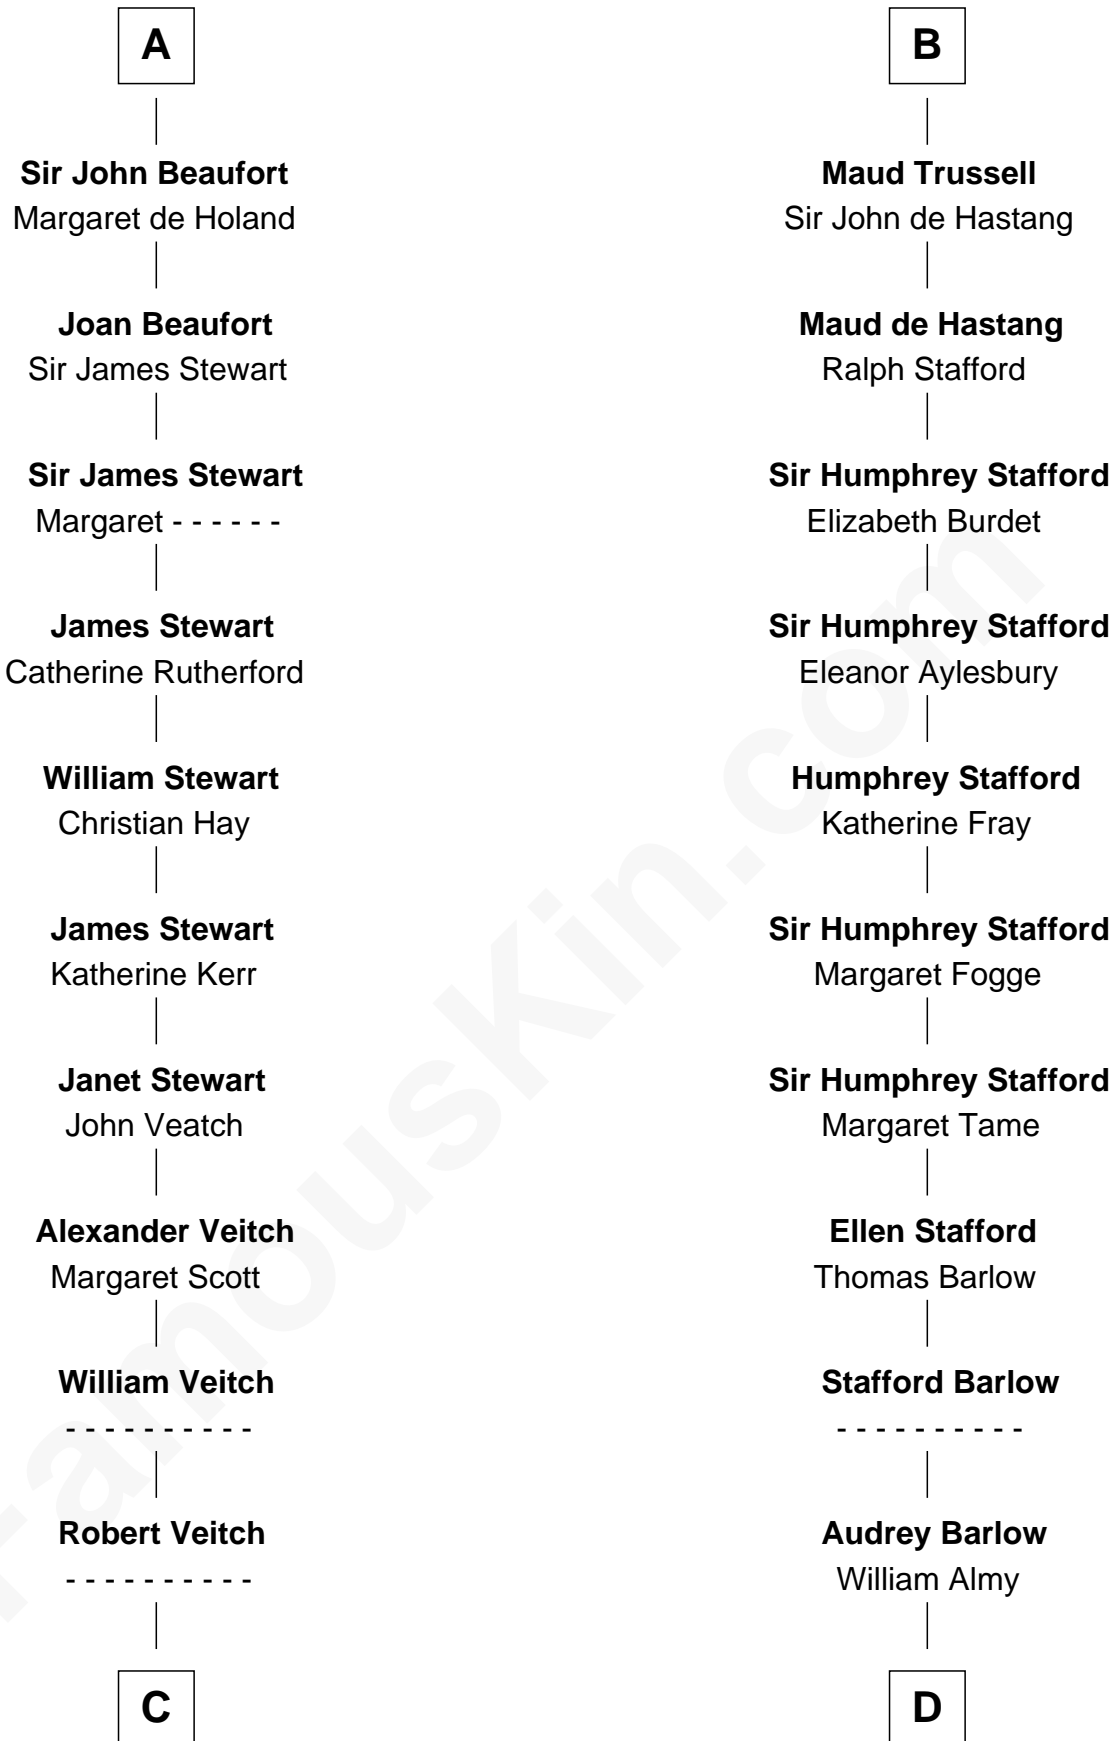 A
Sir John Beaufort
Margaret de Holand
Joan Beaufort
Sir James Stewart
Sir James Stewart
Margaret - - - - - -
James Stewart
Catherine Rutherford
William Stewart
Christian Hay
James Stewart
Katherine Kerr
Janet Stewart
John Veatch
Alexander Veitch
Margaret Scott
William Veitch
- - - - - - - - - -
Robert Veitch
- - - - - - - - - -
C
B
Maud Trussell
Sir John de Hastang
Maud de Hastang
Ralph Stafford
Sir Humphrey Stafford
Elizabeth Burdet
Sir Humphrey Stafford
Eleanor Aylesbury
Humphrey Stafford
Katherine Fray
Sir Humphrey Stafford
Margaret Fogge
Sir Humphrey Stafford
Margaret Tame
Ellen Stafford
Thomas Barlow
Stafford Barlow
- - - - - - - - - -
Audrey Barlow
William Almy
D
FamousKin.com